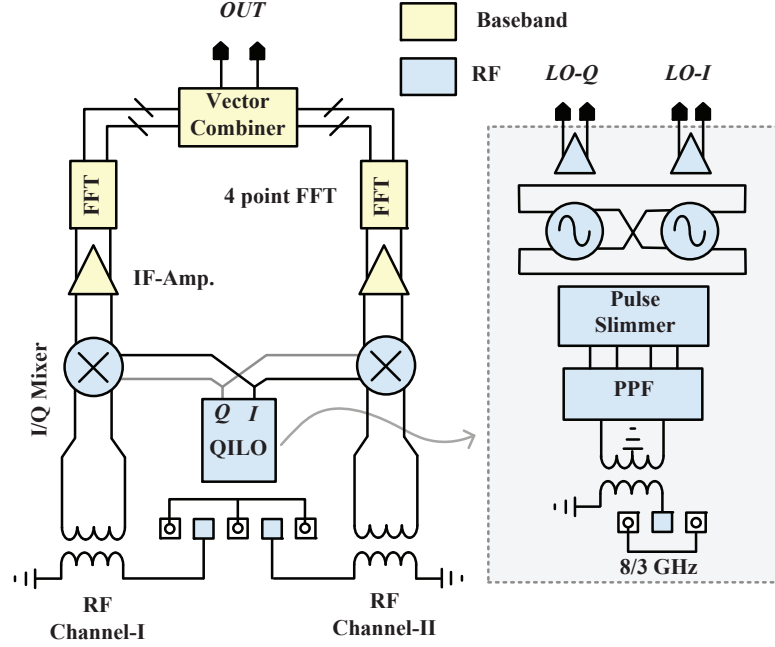 OUT
Baseband
RF
LO-Q
LO-I
Vector
Combiner
FFT
4 point FFT
FFT
IF-Amp.
I/Q Mixer
Q
I
QILO
Pulse
Slimmer
PPF
8/3 GHz
RF
Channel-I
RF
Channel-II